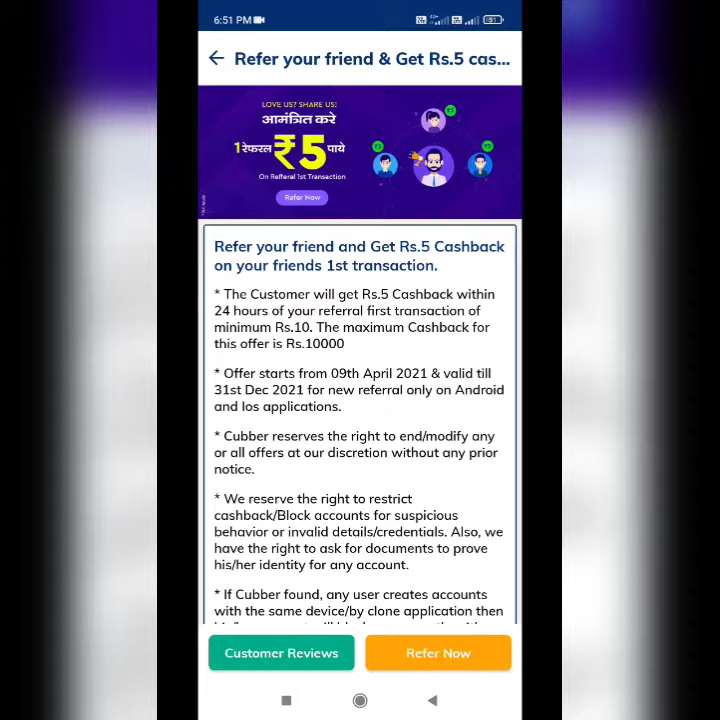 6:51 PM
Refer your friend & Get Rs.5 cas...
LOVE US? SHARE US!
आमंत्रित करे
1 रेफरल ₹5 पाये
On Refferal 1st Transaction
Refer Now
Refer your friend and Get Rs.5 Cashback
on your friends 1st transaction.
* The Customer will get Rs.5 Cashback within
24 hours of your referral first transaction of
minimum Rs.10. The maximum Cashback for
this offer is Rs.10000
* Offer starts from 09th April 2021 & valid till
31st Dec 2021 for new referral only on Android
and Ios applications.
* Cubber reserves the right to end/modify any
or all offers at our discretion without any prior
notice.
* We reserve the right to restrict
cashback/Block accounts for suspicious
behavior or invalid details/credentials. Also, we
have the right to ask for documents to prove
his/her identity for any account.
* If Cubber found, any user creates accounts
with the same device/by clone application then
Customer Reviews
Refer Now